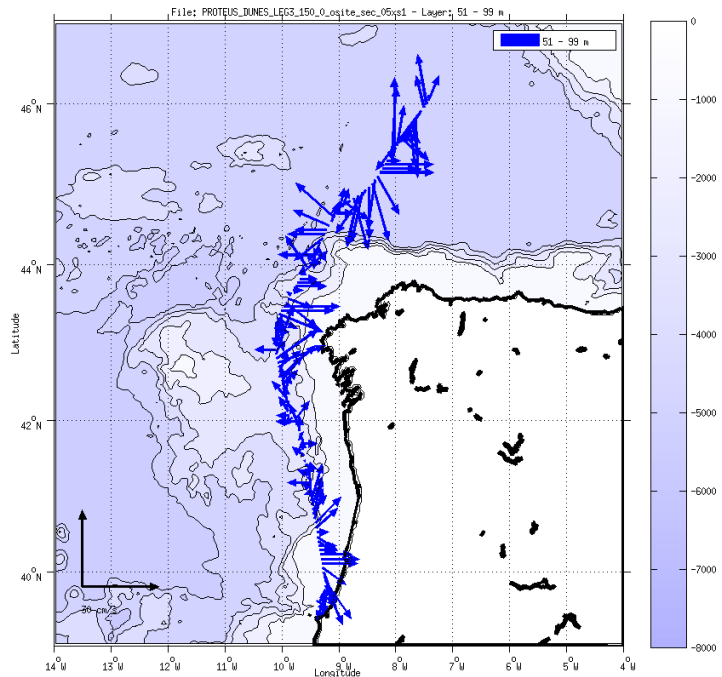 File: PROTEUS_DUNES_LEG3_150_0_osite_sec_05xs1 - Layer: 51 - 99 m
51 - 99 m
46°N
44°N
42°N
40°N
Latitude
30 cm/s
14°W 13°W 12°W 11°W 10°W 9°W 8°W 7°W 6°W 5°W 4°W
Longitude
0
-1000
-2000
-3000
-4000
-5000
-6000
-7000
-8000